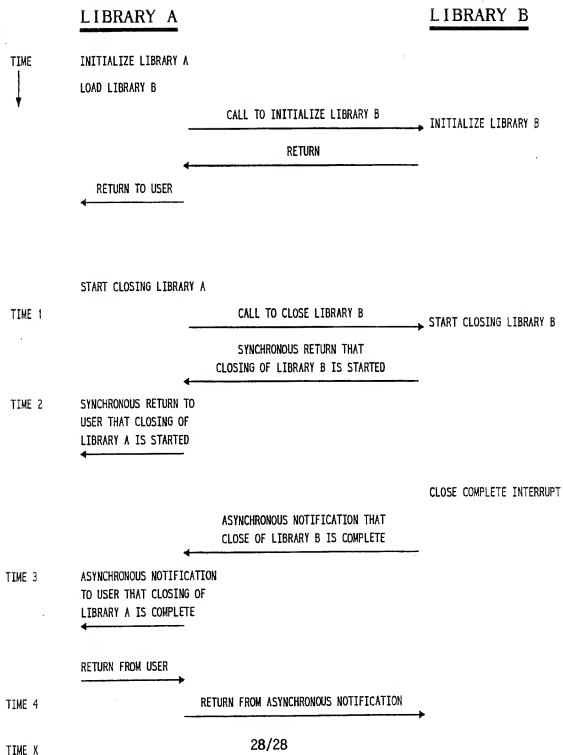 LIBRARY A
LIBRARY B
TIME
INITIALIZE LIBRARY A
LOAD LIBRARY B
CALL TO INITIALIZE LIBRARY B
INITIALIZE LIBRARY B
RETURN
RETURN TO USER
START CLOSING LIBRARY A
TIME 1
CALL TO CLOSE LIBRARY B
START CLOSING LIBRARY B
SYNCHRONOUS RETURN THAT
CLOSING OF LIBRARY B IS STARTED
TIME 2
SYNCHRONOUS RETURN TO
USER THAT CLOSING OF
LIBRARY A IS STARTED
CLOSE COMPLETE INTERRUPT
ASYNCHRONOUS NOTIFICATION THAT
CLOSE OF LIBRARY B IS COMPLETE
TIME 3
ASYNCHRONOUS NOTIFICATION
TO USER THAT CLOSING OF
LIBRARY A IS COMPLETE
RETURN FROM USER
TIME 4
RETURN FROM ASYNCHRONOUS NOTIFICATION
TIME X
28/28